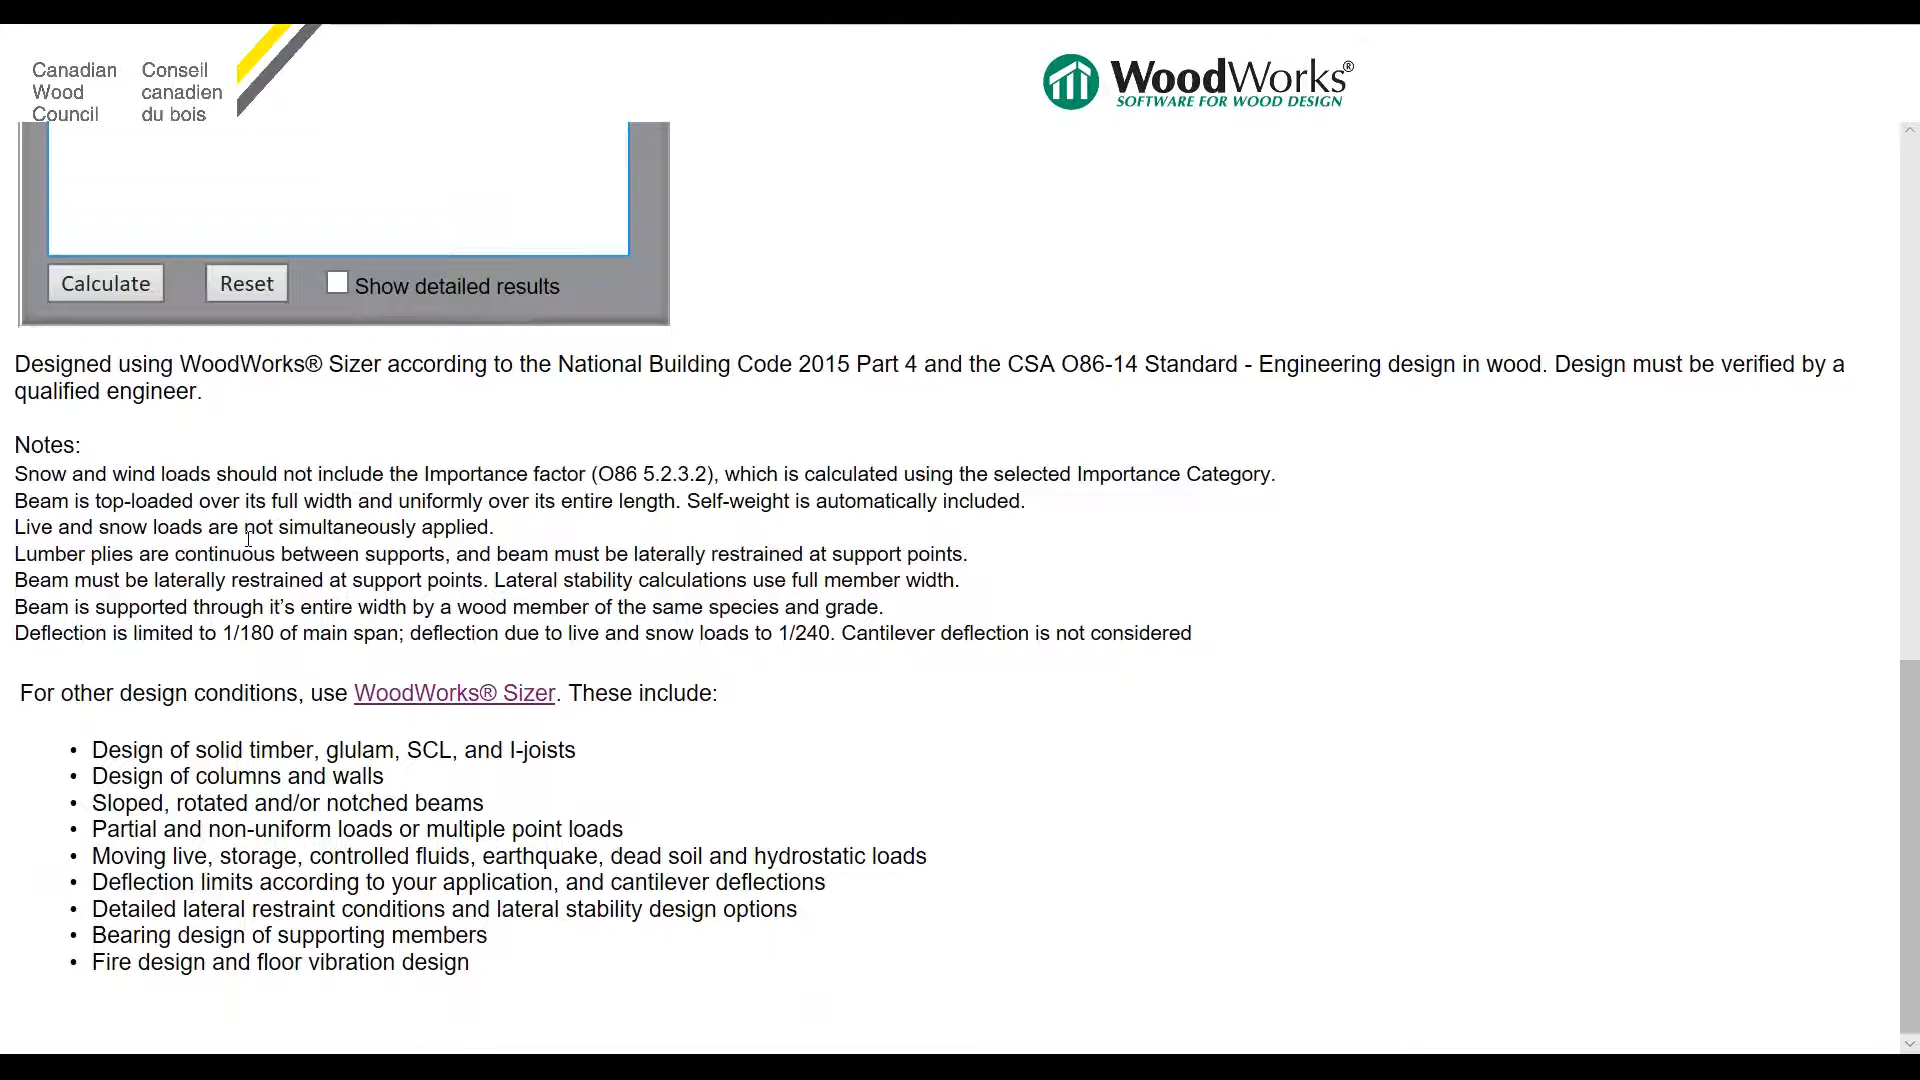 Canadian Wood Council
Conseil canadien du bois
WoodWorks®
SOFTWARE FOR WOOD DESIGN
Calculate
Reset
Show detailed results
Designed using WoodWorks® Sizer according to the National Building Code 2015 Part 4 and the CSA O86-14 Standard - Engineering design in wood. Design must be verified by a
qualified engineer.
Notes:
Snow and wind loads should not include the Importance factor (O86 5.2.3.2), which is calculated using the selected Importance Category.
Beam is top-loaded over its full width and uniformly over its entire length. Self-weight is automatically included.
Live and snow loads are not simultaneously applied.
Lumber plies are continuous between supports, and beam must be laterally restrained at support points.
Beam must be laterally restrained at support points. Lateral stability calculations use full member width.
Beam is supported through it’s entire width by a wood member of the same species and grade.
Deflection is limited to 1/180 of main span; deflection due to live and snow loads to 1/240. Cantilever deflection is not considered
For other design conditions, use WoodWorks® Sizer. These include:
• Design of solid timber, glulam, SCL, and I-joists
• Design of columns and walls
• Sloped, rotated and/or notched beams
• Partial and non-uniform loads or multiple point loads
• Moving live, storage, controlled fluids, earthquake, dead soil and hydrostatic loads
• Deflection limits according to your application, and cantilever deflections
• Detailed lateral restraint conditions and lateral stability design options
• Bearing design of supporting members
• Fire design and floor vibration design